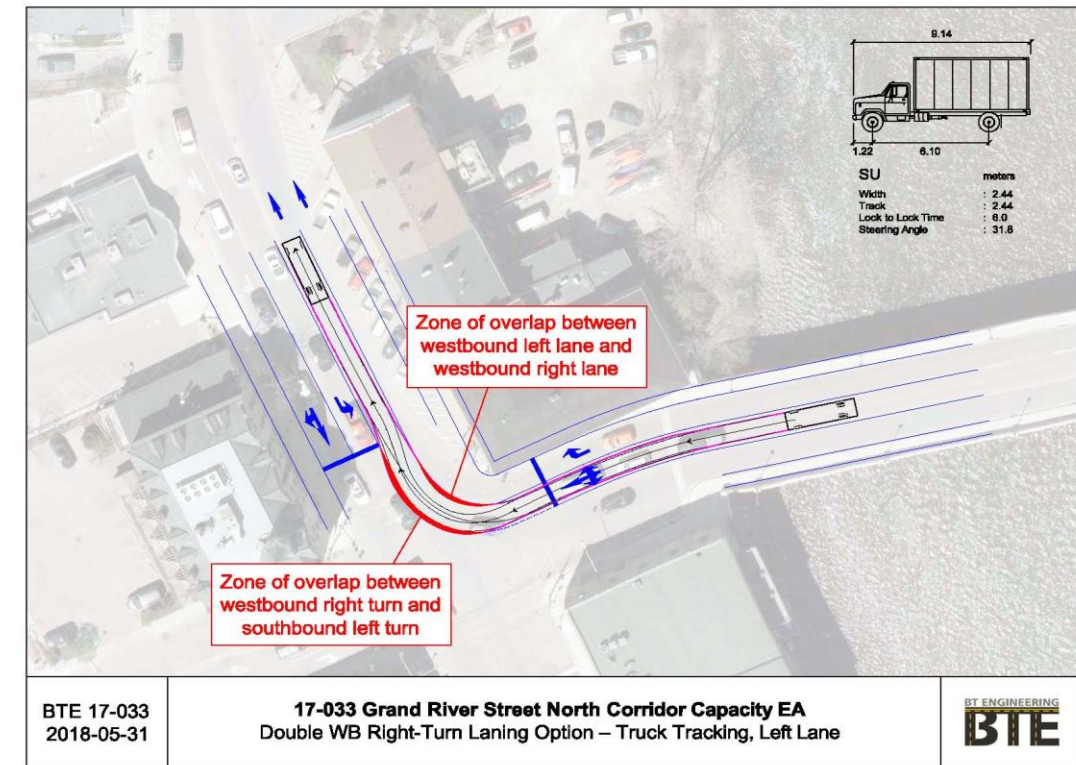 9.14
1.22 6.10
SU meters
Width : 2.44
Track : 2.44
Lock to Lock Time : 6.0
Steering Angle : 31.8
Zone of overlap between
westbound left lane and
westbound right lane
Zone of overlap between
westbound right turn and
southbound left turn
BTE 17-033
2018-05-31
17-033 Grand River Street North Corridor Capacity EA
Double WB Right-Turn Laning Option – Truck Tracking, Left Lane
BT ENGINEERING
BTE